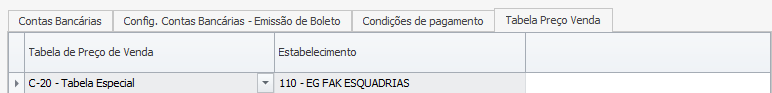 Contas Bancárias Config. Contas Bancárias - Emissão de Boleto Condições de pagamento Tabela Preço Venda
Tabela de Preço de Venda Estabelecimento
C-20 - Tabela Especial 110 - EG FAK ESQUADRIAS